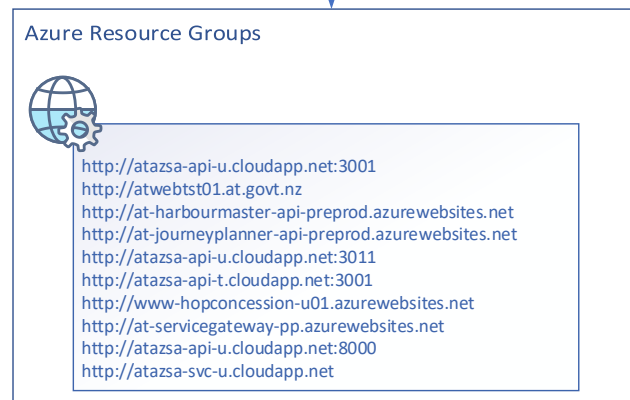 Azure Resource Groups
http://atazsa-api-u.cloudapp.net:3001
http://atwebtst01.at.govt.nz
http://at-harbourmaster-api-preprod.azurewebsites.net
http://at-journeyplanner-api-preprod.azurewebsites.net
http://atazsa-api-u.cloudapp.net:3011
http://atazsa-api-t.cloudapp.net:3001
http://www-hopconcession-u01.azurewebsites.net
http://at-servicegateway-pp.azurewebsites.net
http://atazsa-api-u.cloudapp.net:8000
http://atazsa-svc-u.cloudapp.net